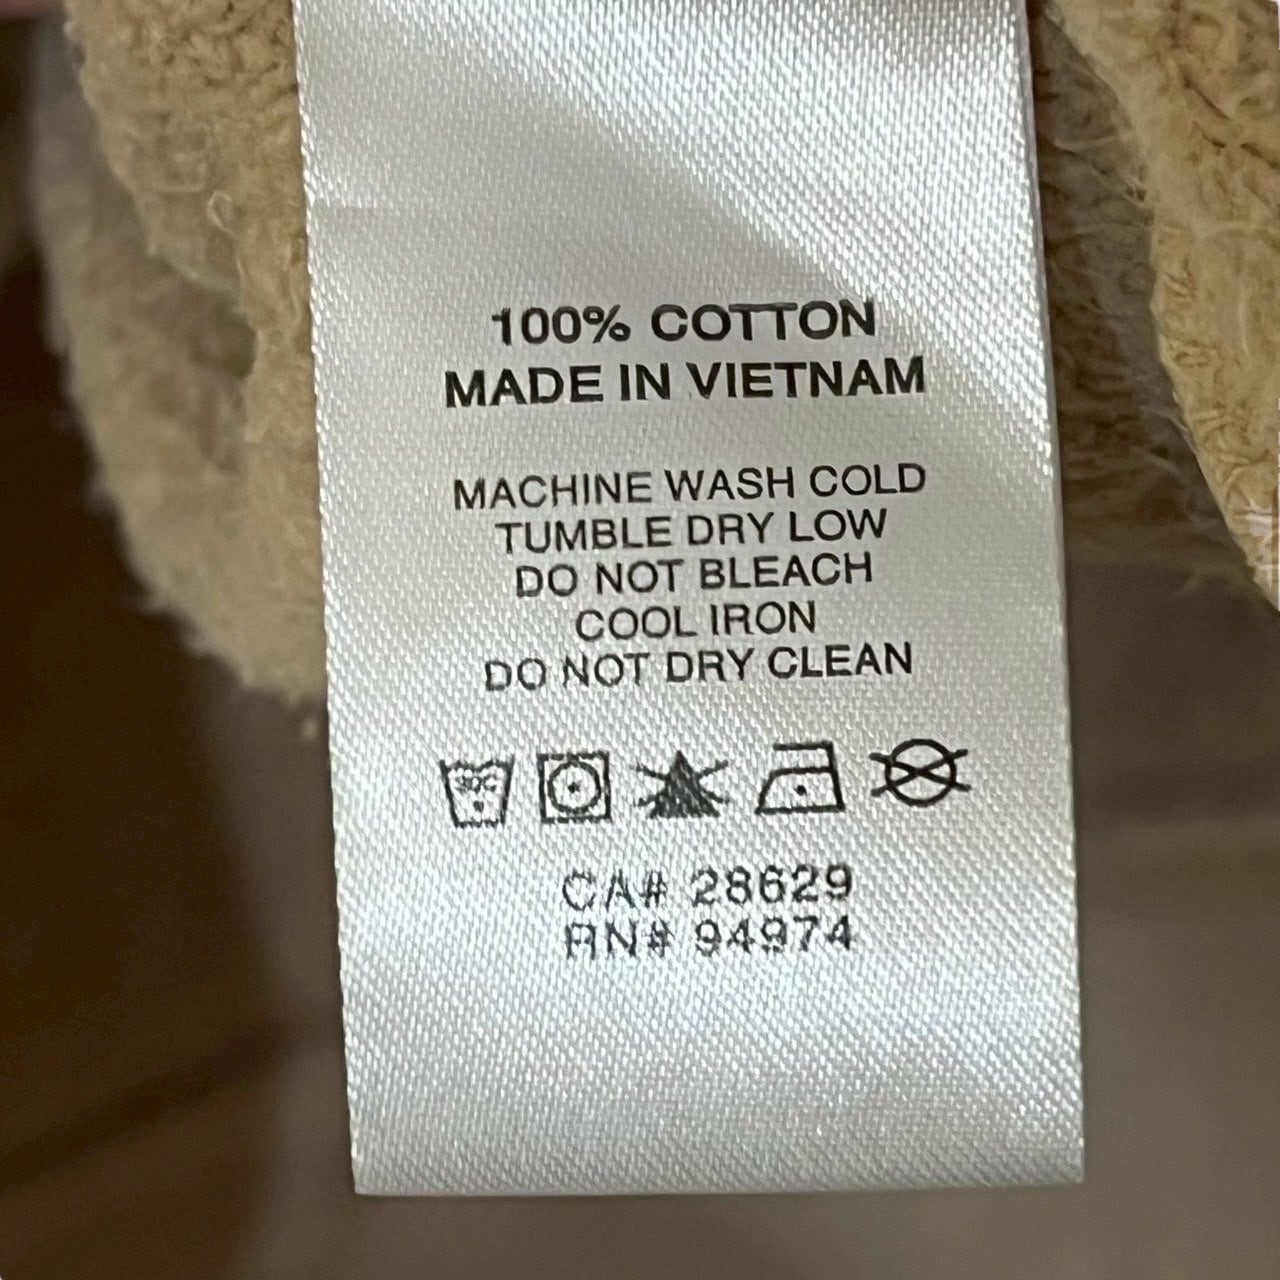 100% COTTON
MADE IN VIETNAM
MACHINE WASH COLD
TUMBLE DRY LOW
DO NOT BLEACH
COOL IRON
DO NOT DRY CLEAN
30C
CA# 28629
RN# 94974